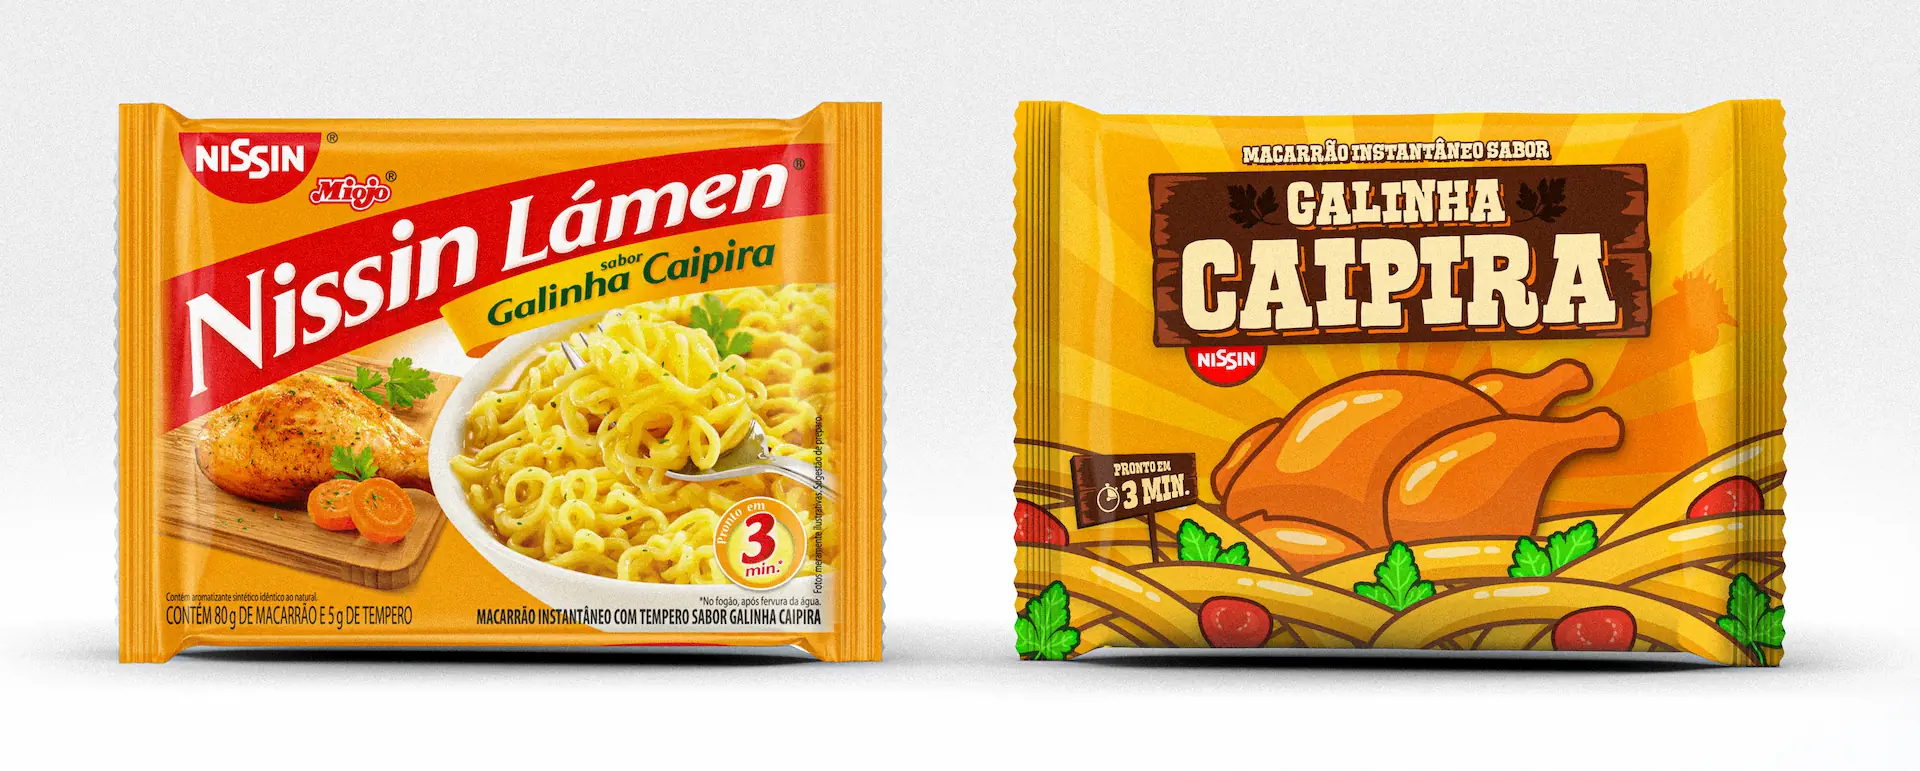 NISSIN ®
Miojo ®
Nissin Lámen ®
sabor
Galinha Caipira
Pronto em
3
min.*
Fotos meramente ilustrativas. Sugestão de preparo.
Contém aromatizante sintético idêntico ao natural.
CONTÉM 80 g DE MACARRÃO E 5 g DE TEMPERO
*No fogão, após fervura da água.
MACARRÃO INSTANTÂNEO COM TEMPERO SABOR GALINHA CAIPIRA
MACARRÃO INSTANTÂNEO SABOR
GALINHA
CAIPIRA
NISSIN
PRONTO EM
3 MIN.